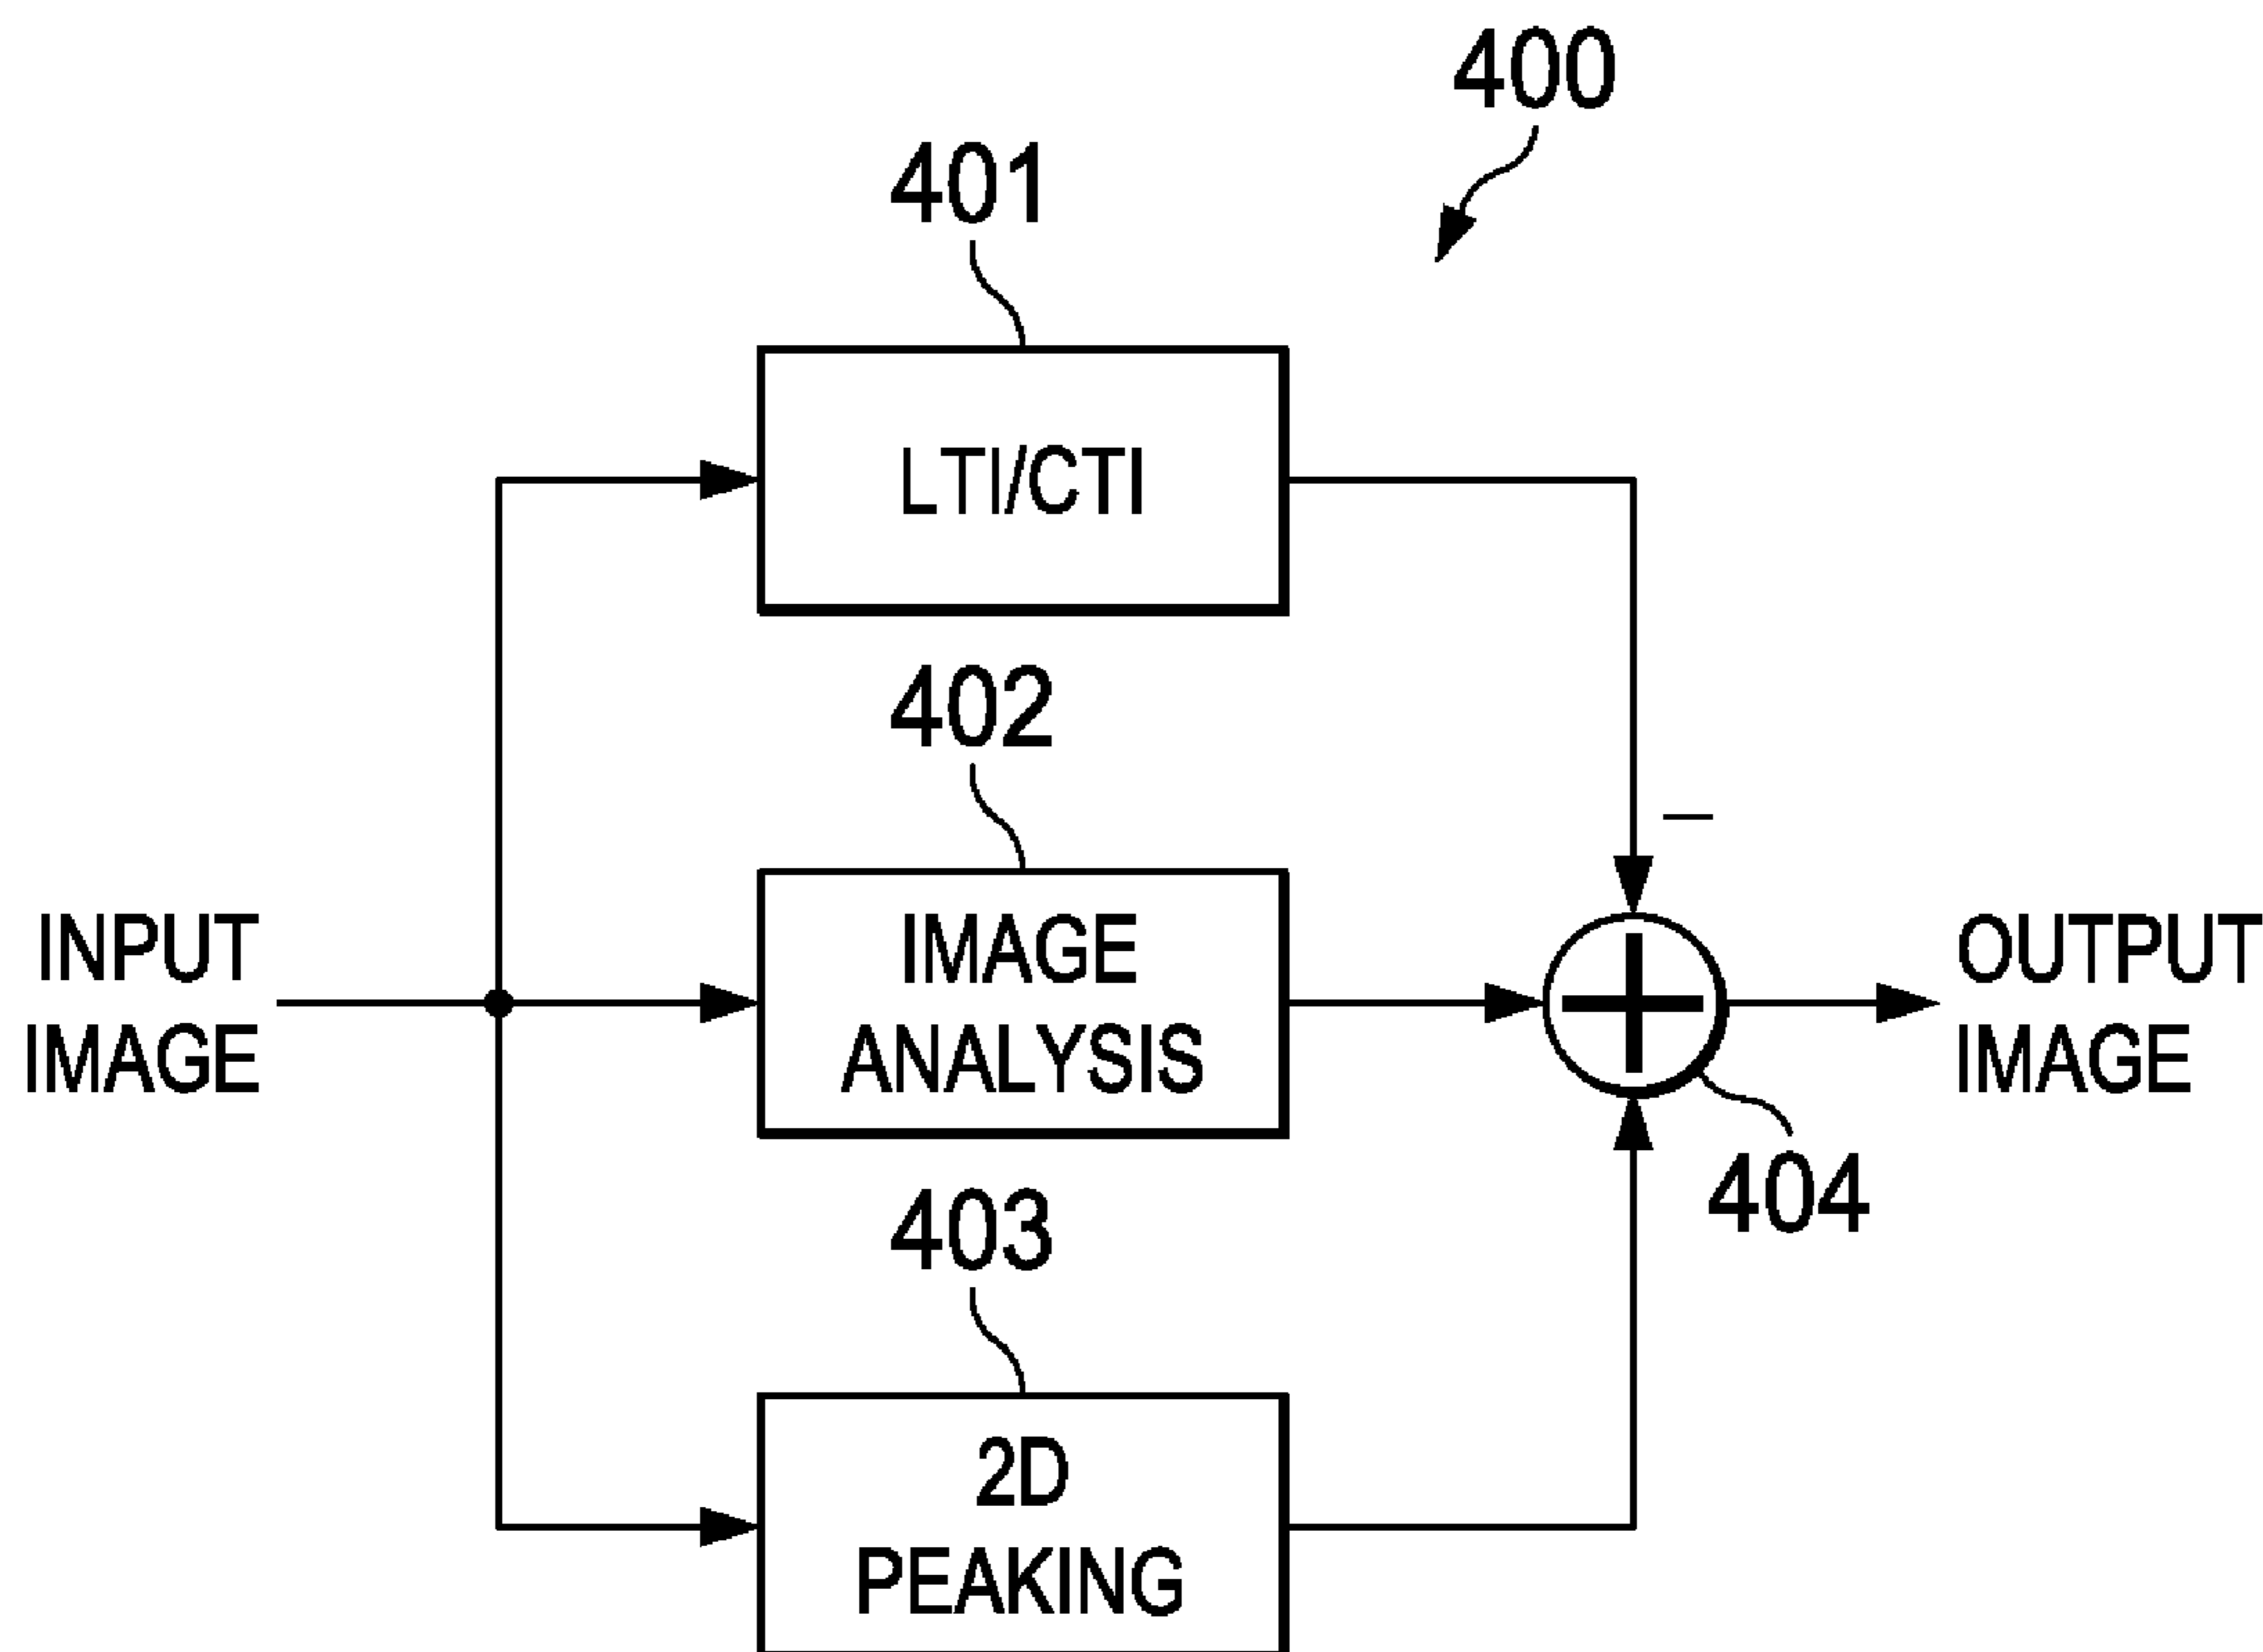 400
401
LTI/CTI
402
INPUT
IMAGE
IMAGE
ANALYSIS
–
+
OUTPUT
IMAGE
404
403
2D
PEAKING